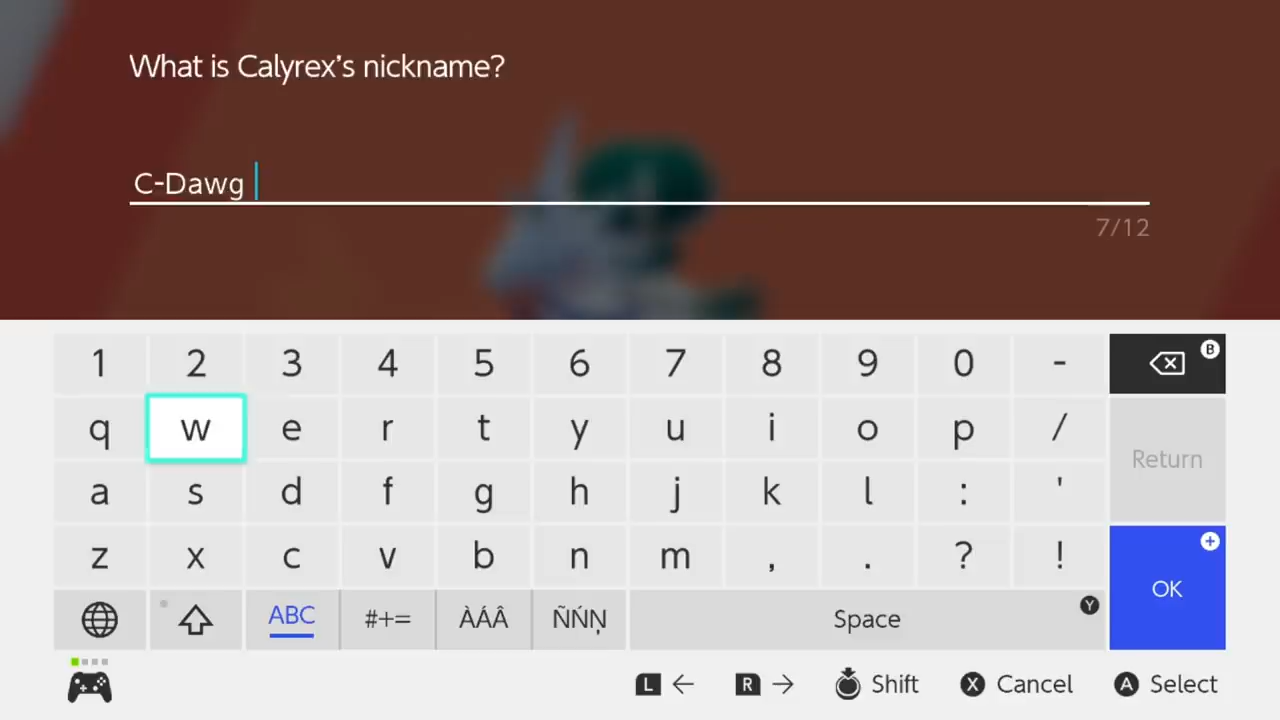 What is Calyrex's nickname?
C-Dawg
7/12
1 2 3 4 5 6 7 8 9 0 - B
q w e r t y u i o p /
Return
a s d f g h j k l : '
z x c v b n m , . ? ! + OK
ABC #+= ÀÁÂ ÑŃŅ Space Y
L ← R → Shift X Cancel A Select